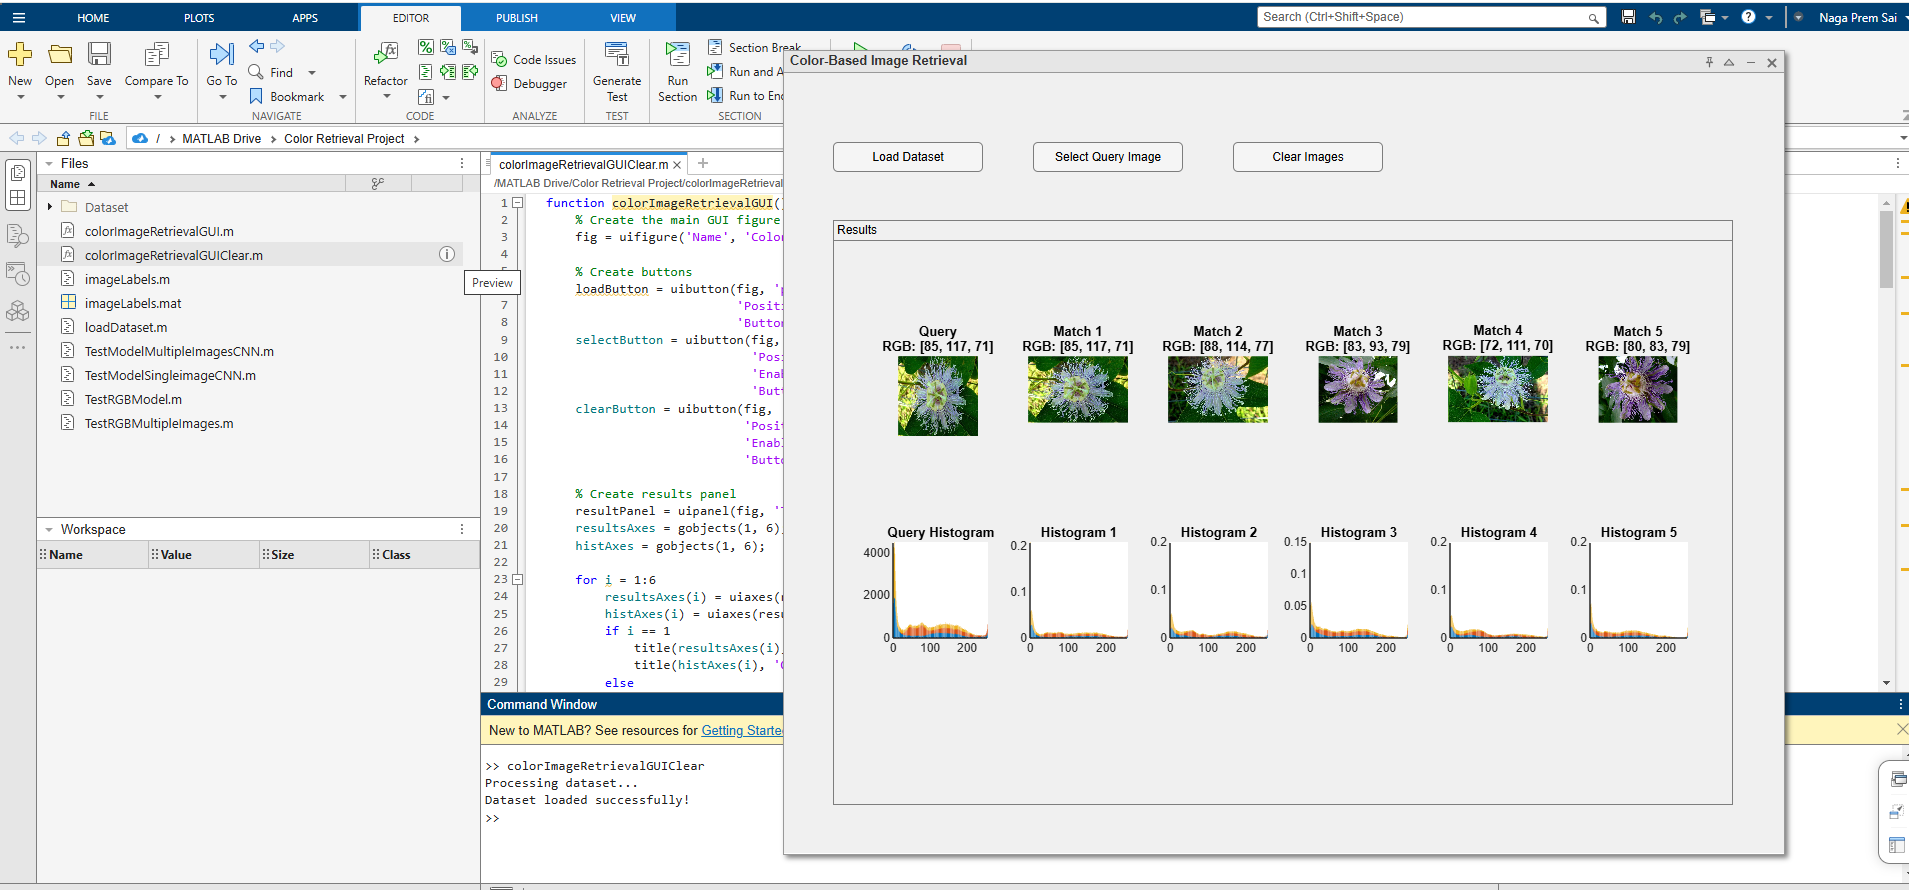 HOME
PLOTS
APPS
EDITOR
PUBLISH
VIEW
Search (Ctrl+Shift+Space)
Naga Prem Sai
New
Open
Save
Compare To
Go To
Find
Bookmark
Refactor
Code Issues
Debugger
Generate
Test
Run
Section
Section Break
Run and A
Run to End
FILE
NAVIGATE
CODE
ANALYZE
TEST
SECTION
/ > MATLAB Drive > Color Retrieval Project >
Files
Name
Dataset
colorImageRetrievalGUI.m
colorImageRetrievalGUIClear.m
imageLabels.m
imageLabels.mat
loadDataset.m
TestModelMultipleImagesCNN.m
TestModelSingleimageCNN.m
TestRGBModel.m
TestRGBMultipleImages.m
Preview
Workspace
Name
Value
Size
Class
colorImageRetrievalGUIClear.m
/MATLAB Drive/Color Retrieval Project/colorImageRetrieval
1 function colorImageRetrievalGUI()
2 % Create the main GUI figure
3 fig = uifigure('Name', 'Color
4
% Create buttons
loadButton = uibutton(fig, 'p
7 'Positi
8 'Button
9 selectButton = uibutton(fig,
10 'Posi
11 'Ena
12 'But
13 clearButton = uibutton(fig,
14 'Posit
15 'Enabl
16 'Butto
17
18 % Create results panel
19 resultPanel = uipanel(fig, 'T
20 resultsAxes = gobjects(1, 6)
21 histAxes = gobjects(1, 6);
22
23 for i = 1:6
24 resultsAxes(i) = uiaxes(
25 histAxes(i) = uiaxes(res
26 if i == 1
27 title(resultsAxes(i)
28 title(histAxes(i), '
29 else
Command Window
New to MATLAB? See resources for Getting Starte
>> colorImageRetrievalGUIClear
Processing dataset...
Dataset loaded successfully!
>>
Color-Based Image Retrieval
Load Dataset
Select Query Image
Clear Images
Results
Query
RGB: [85, 117, 71]
Match 1
RGB: [85, 117, 71]
Match 2
RGB: [88, 114, 77]
Match 3
RGB: [83, 93, 79]
Match 4
RGB: [72, 111, 70]
Match 5
RGB: [80, 83, 79]
Query Histogram
4000
2000
0
0 100 200
Histogram 1
0.2
0.1
0
0 100 200
Histogram 2
0.2
0.1
0
0 100 200
Histogram 3
0.15
0.1
0.05
0
0 100 200
Histogram 4
0.2
0.1
0
0 100 200
Histogram 5
0.2
0.1
0
0 100 200